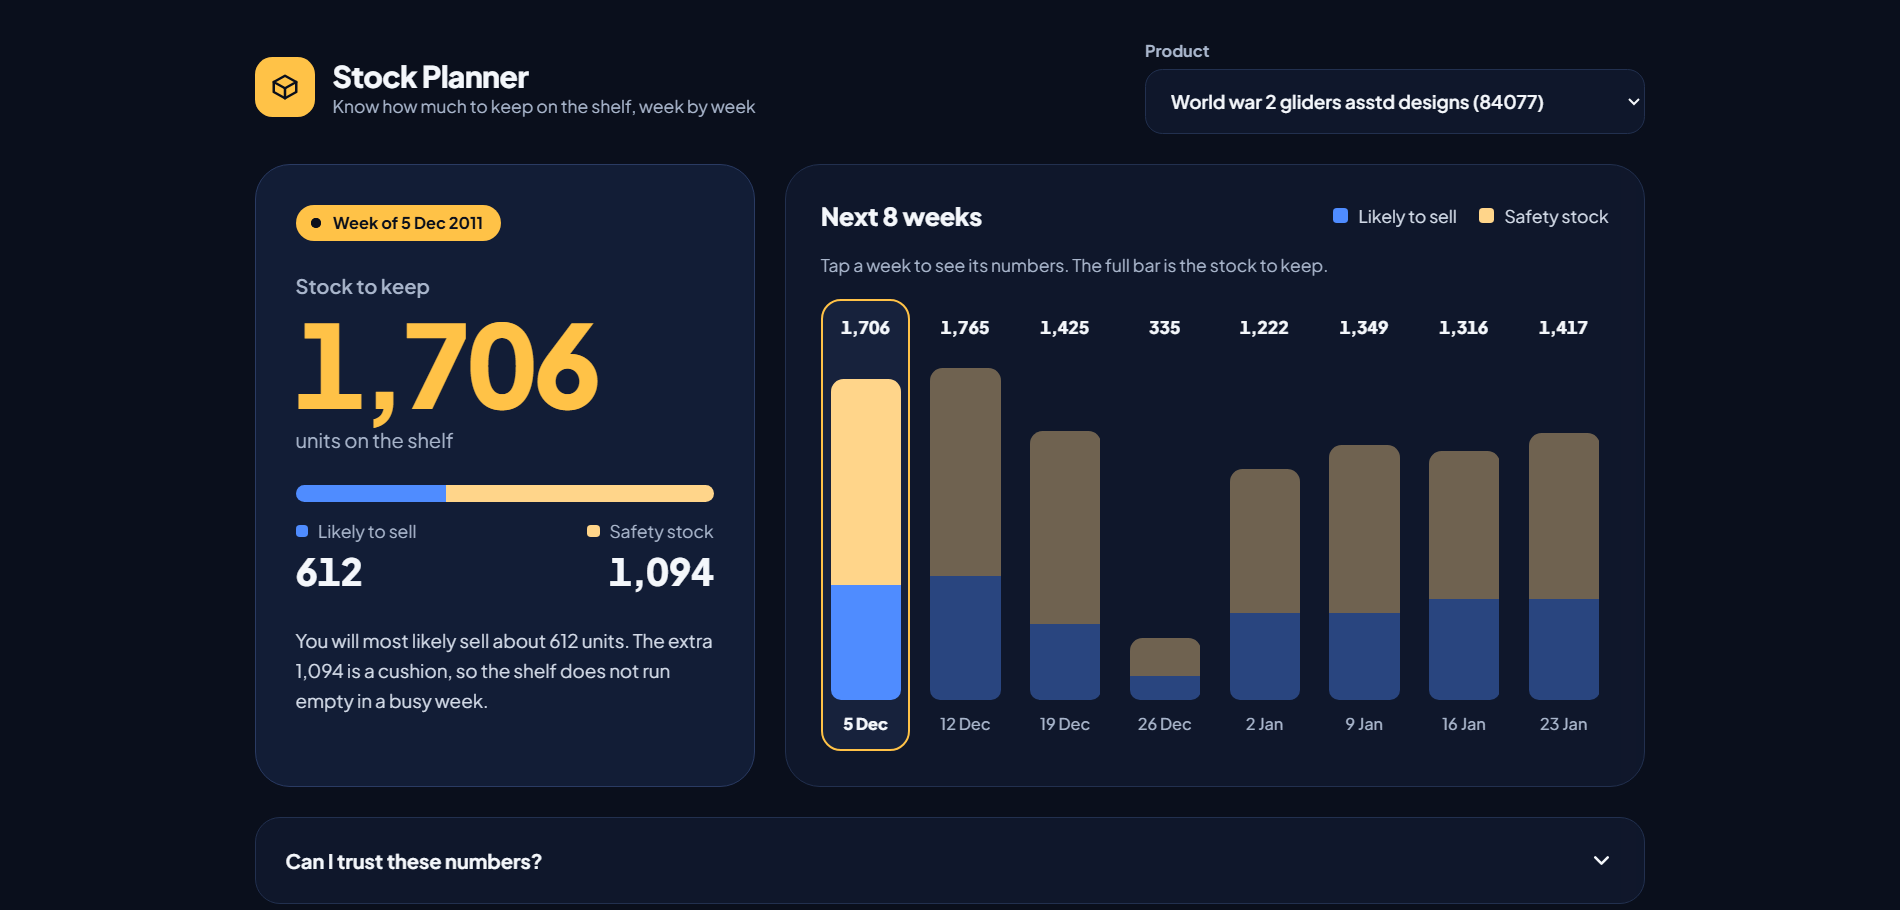 Stock Planner
Know how much to keep on the shelf, week by week
Product
World war 2 gliders asstd designs (84077)
Week of 5 Dec 2011
Stock to keep
1,706
units on the shelf
Likely to sell
Safety stock
612
1,094
You will most likely sell about 612 units. The extra
1,094 is a cushion, so the shelf does not run
empty in a busy week.
Next 8 weeks
Likely to sell
Safety stock
Tap a week to see its numbers. The full bar is the stock to keep.
1,706
1,765
1,425
335
1,222
1,349
1,316
1,417
5 Dec
12 Dec
19 Dec
26 Dec
2 Jan
9 Jan
16 Jan
23 Jan
Can I trust these numbers?